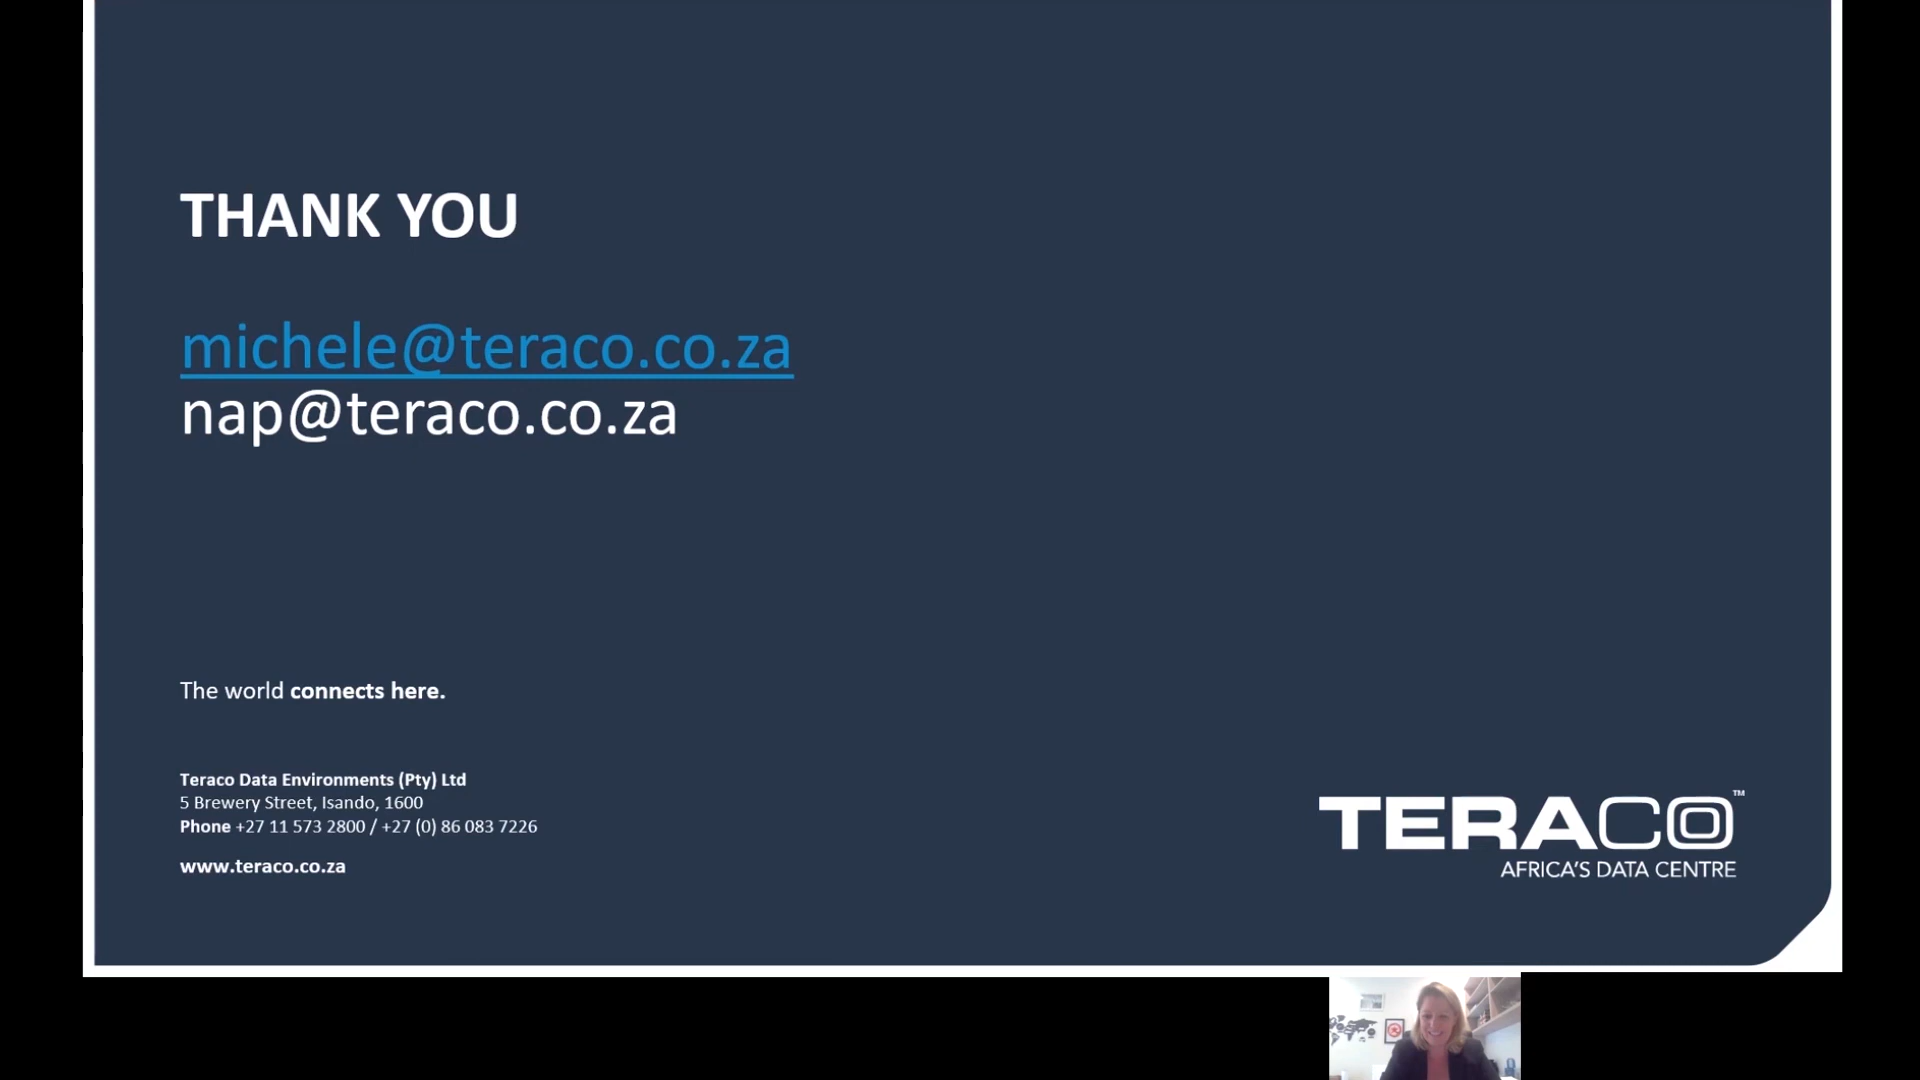 THANK YOU
michele@teraco.co.za
nap@teraco.co.za
The world connects here.
Teraco Data Environments (Pty) Ltd
5 Brewery Street, Isando, 1600
Phone +27 11 573 2800 / +27 (0) 86 083 7226
www.teraco.co.za
TERACO™
AFRICA'S DATA CENTRE